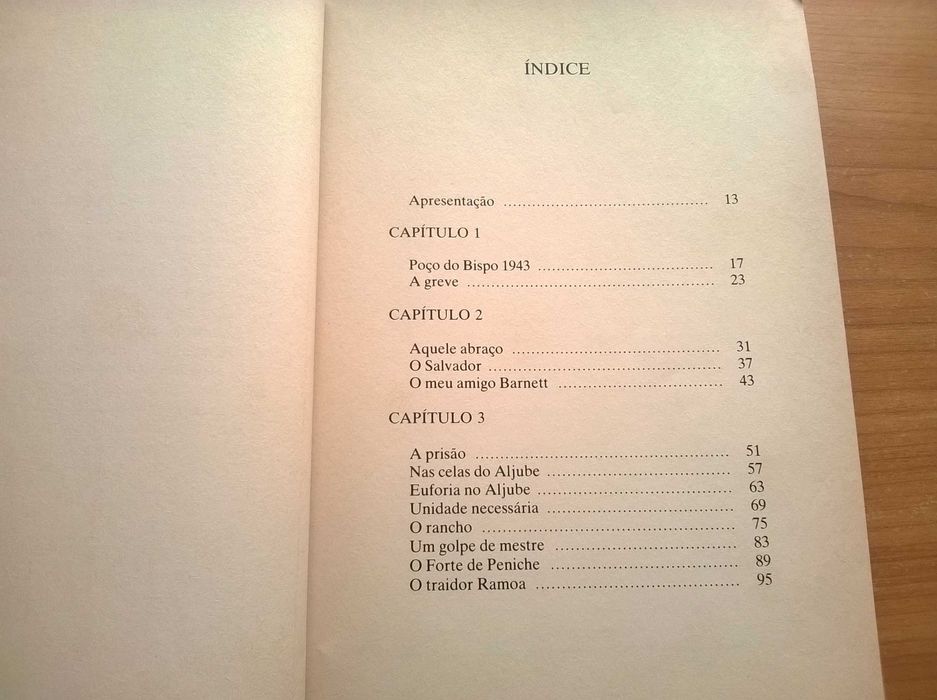 ÍNDICE
Apresentação ........................................... 13
CAPÍTULO 1
Poço do Bispo 1943 ..................................... 17
A greve .................................................... 23
CAPÍTULO 2
Aquele abraço ............................................ 31
O Salvador ................................................. 37
O meu amigo Barnett ................................... 43
CAPÍTULO 3
A prisão ..................................................... 51
Nas celas do Aljube ...................................... 57
Euforia no Aljube ......................................... 63
Unidade necessária ....................................... 69
O rancho ..................................................... 75
Um golpe de mestre ...................................... 83
O Forte de Peniche ....................................... 89
O traidor Ramoa ........................................... 95